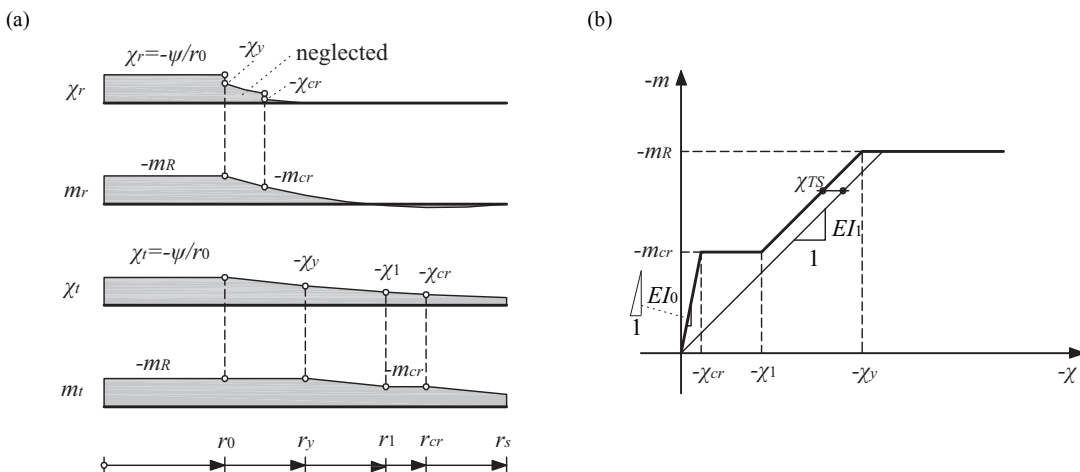 (a)
χr=-ψ/r0
-χy
neglected
-χcr
χr
-mR
-mcr
mr
χt=-ψ/r0
-χy
-χ1
-χcr
χt
-mR
-mcr
mt
r0 ry r1 rcr rs
(b)
-m
-mR
χTS
EI1
1
-mcr
EI0
1
-χcr -χ1 -χy -χ